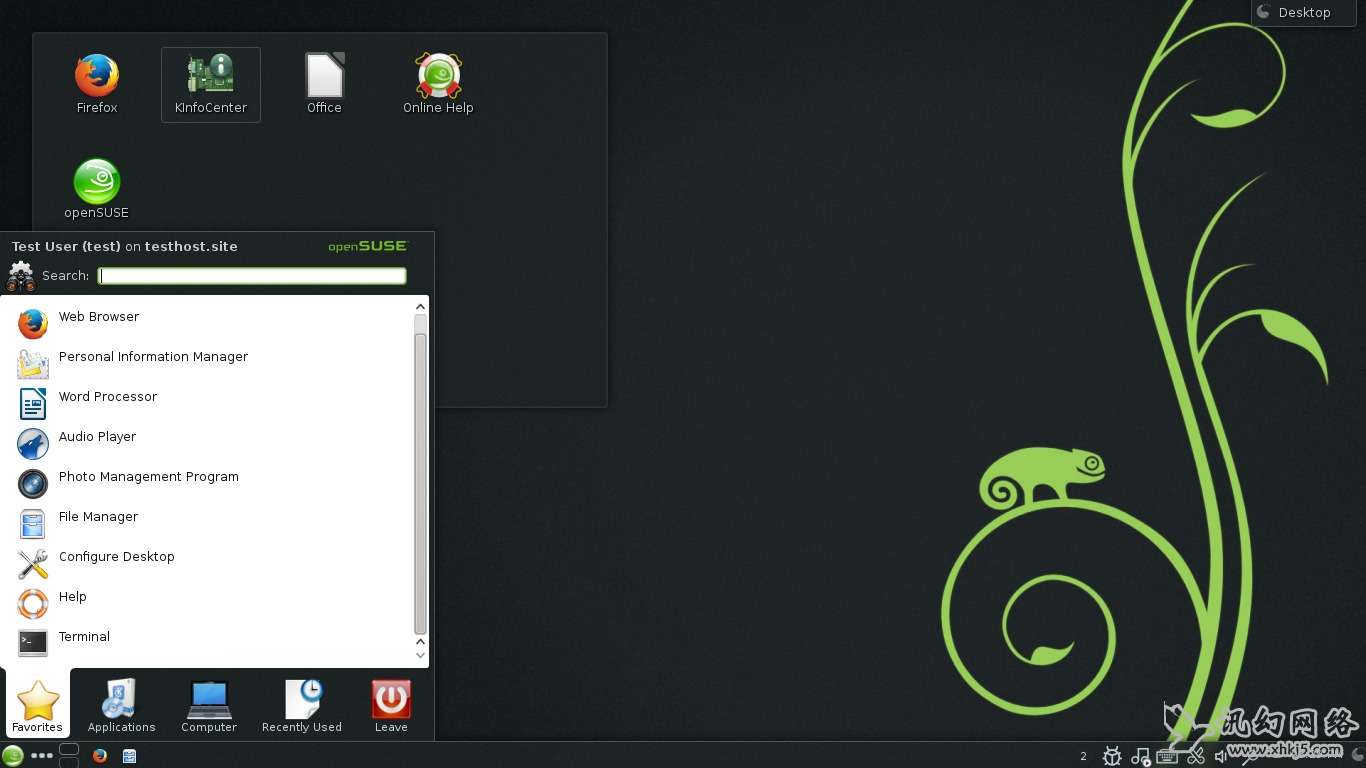 Desktop
Firefox
KInfoCenter
Office
Online Help
openSUSE
Test User (test) on testhost.site
openSUSE
Search:
Web Browser
Personal Information Manager
Word Processor
Audio Player
Photo Management Program
File Manager
Configure Desktop
Help
Terminal
Favorites
Applications
Computer
Recently Used
Leave
2
讯幻网络
www.xhkj5.com